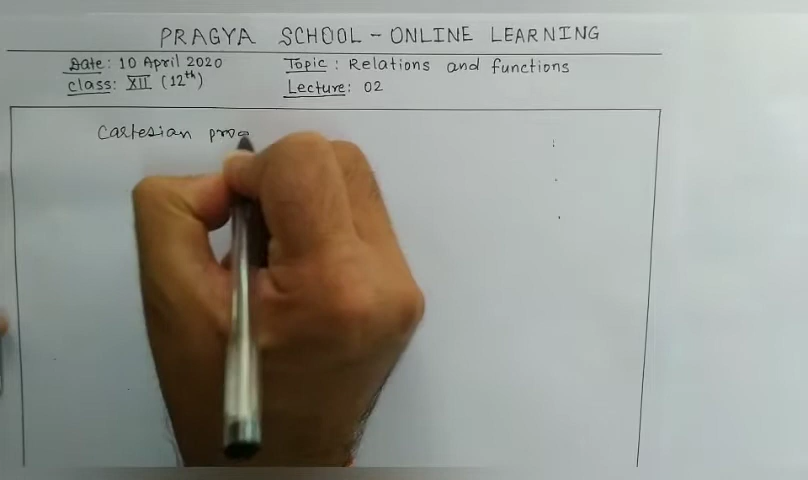 PRAGYA SCHOOL - ONLINE LEARNING
Date: 10 April 2020 Topic: Relations and functions
class: XII (12th) Lecture: 02
Cartesian pro